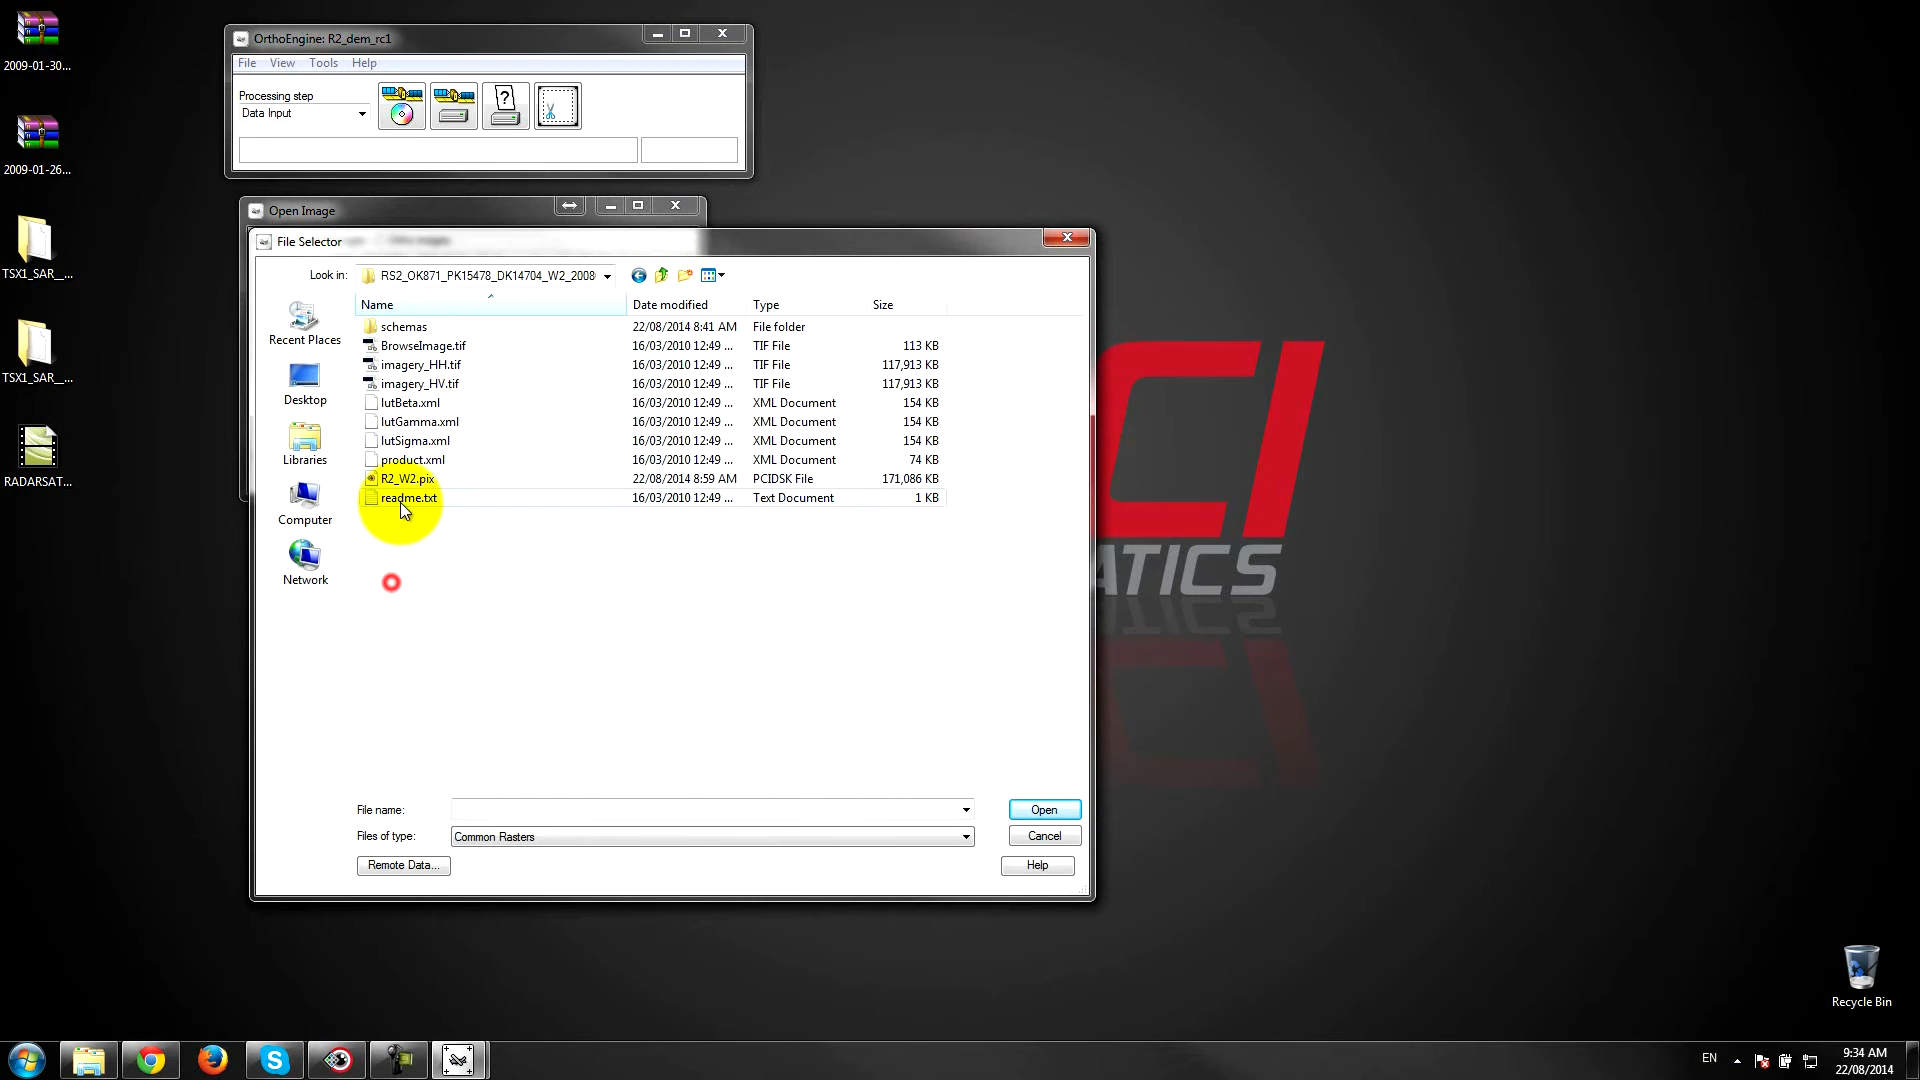 2009-01-30...
2009-01-26...
TSX1_SAR__...
TSX1_SAR__...
RADARSAT...
OrthoEngine: R2_dem_rc1
File View Tools Help
Processing step
Data Input
Open Image
File Selector
Look in: RS2_OK871_PK15478_DK14704_W2_2008
Name Date modified Type Size
Recent Places
Desktop
Libraries
Computer
Network
schemas 22/08/2014 8:41 AM File folder
BrowseImage.tif 16/03/2010 12:49 ... TIF File 113 KB
imagery_HH.tif 16/03/2010 12:49 ... TIF File 117,913 KB
imagery_HV.tif 16/03/2010 12:49 ... TIF File 117,913 KB
lutBeta.xml 16/03/2010 12:49 ... XML Document 154 KB
lutGamma.xml 16/03/2010 12:49 ... XML Document 154 KB
lutSigma.xml 16/03/2010 12:49 ... XML Document 154 KB
product.xml 16/03/2010 12:49 ... XML Document 74 KB
R2_W2.pix 22/08/2014 8:59 AM PCIDSK File 171,086 KB
readme.txt 16/03/2010 12:49 ... Text Document 1 KB
File name: Open
Files of type: Common Rasters Cancel
Remote Data... Help
CI
ATICS
Recycle Bin
EN
9:34 AM
22/08/2014